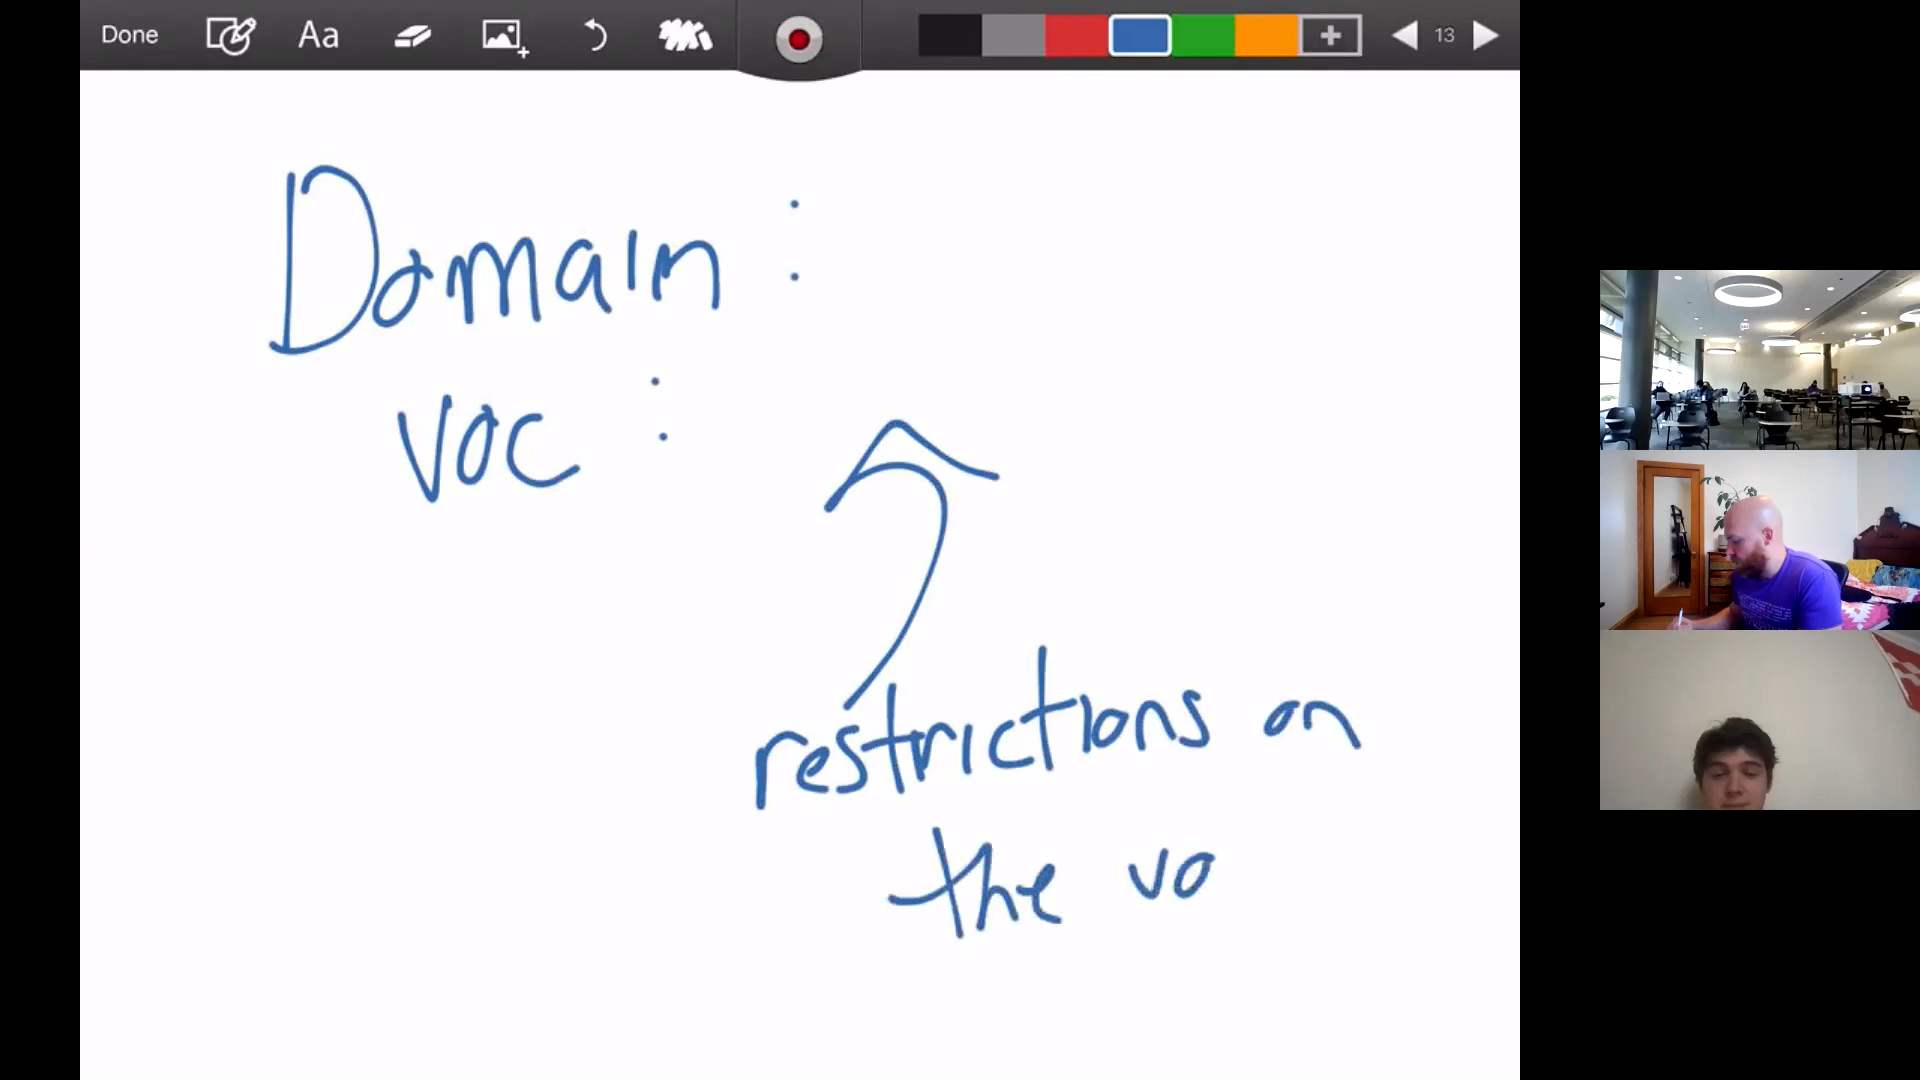 Done
Aa
13
Domain :
VOC :
restrictions on
the vo